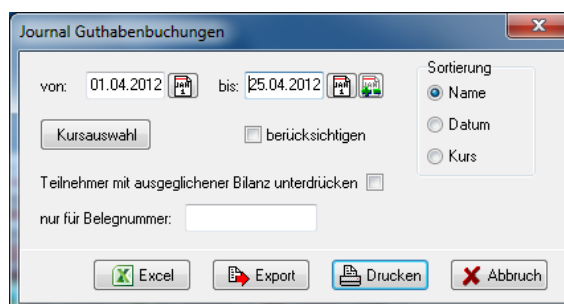 Journal Guthabenbuchungen
von: 01.04.2012 bis: 25.04.2012
Sortierung
Name
Datum
Kurs
Kursauswahl berücksichtigen
Teilnehmer mit ausgeglichener Bilanz unterdrücken
nur für Belegnummer:
Excel Export Drucken Abbruch